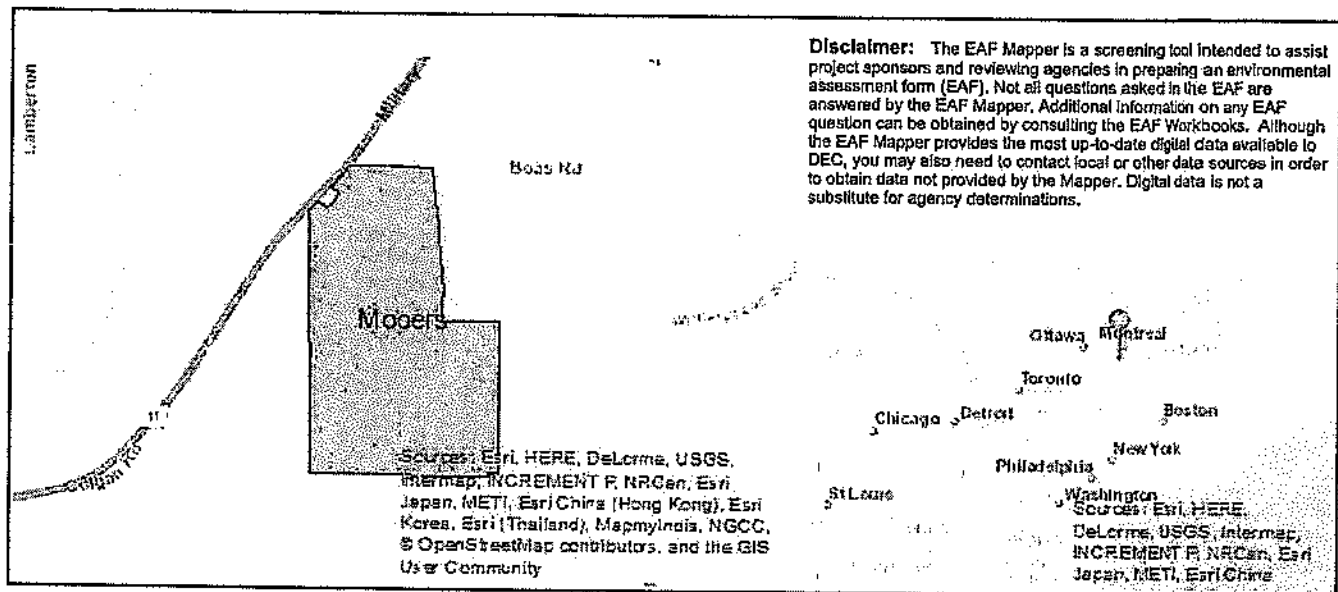 Lamberton
Disclaimer: The EAF Mapper is a screening tool intended to assist
project sponsors and reviewing agencies in preparing an environmental
assessment form (EAF). Not all questions asked in the EAF are
answered by the EAF Mapper. Additional information on any EAF
question can be obtained by consulting the EAF Workbooks. Although
the EAF Mapper provides the most up-to-date digital data available to
DEC, you may also need to contact local or other data sources in order
to obtain data not provided by the Mapper. Digital data is not a
substitute for agency determinations.
Boas Rd
Mooers
11
Sources: Esri, HERE, DeLorme, USGS,
Intermap, INCREMENT P, NRCan, Esri
Japan, METI, Esri China (Hong Kong), Esri
Korea, Esri (Thailand), MapmyIndia, NGCC,
© OpenStreetMap contributors, and the GIS
User Community
Ottawa Montreal
Toronto
Chicago Detroit Boston
New York
Philadelphia
St Louis Washington
Sources: Esri, HERE,
DeLorme, USGS, Intermap,
INCREMENT P, NRCan, Esri
Japan, METI, Esri China